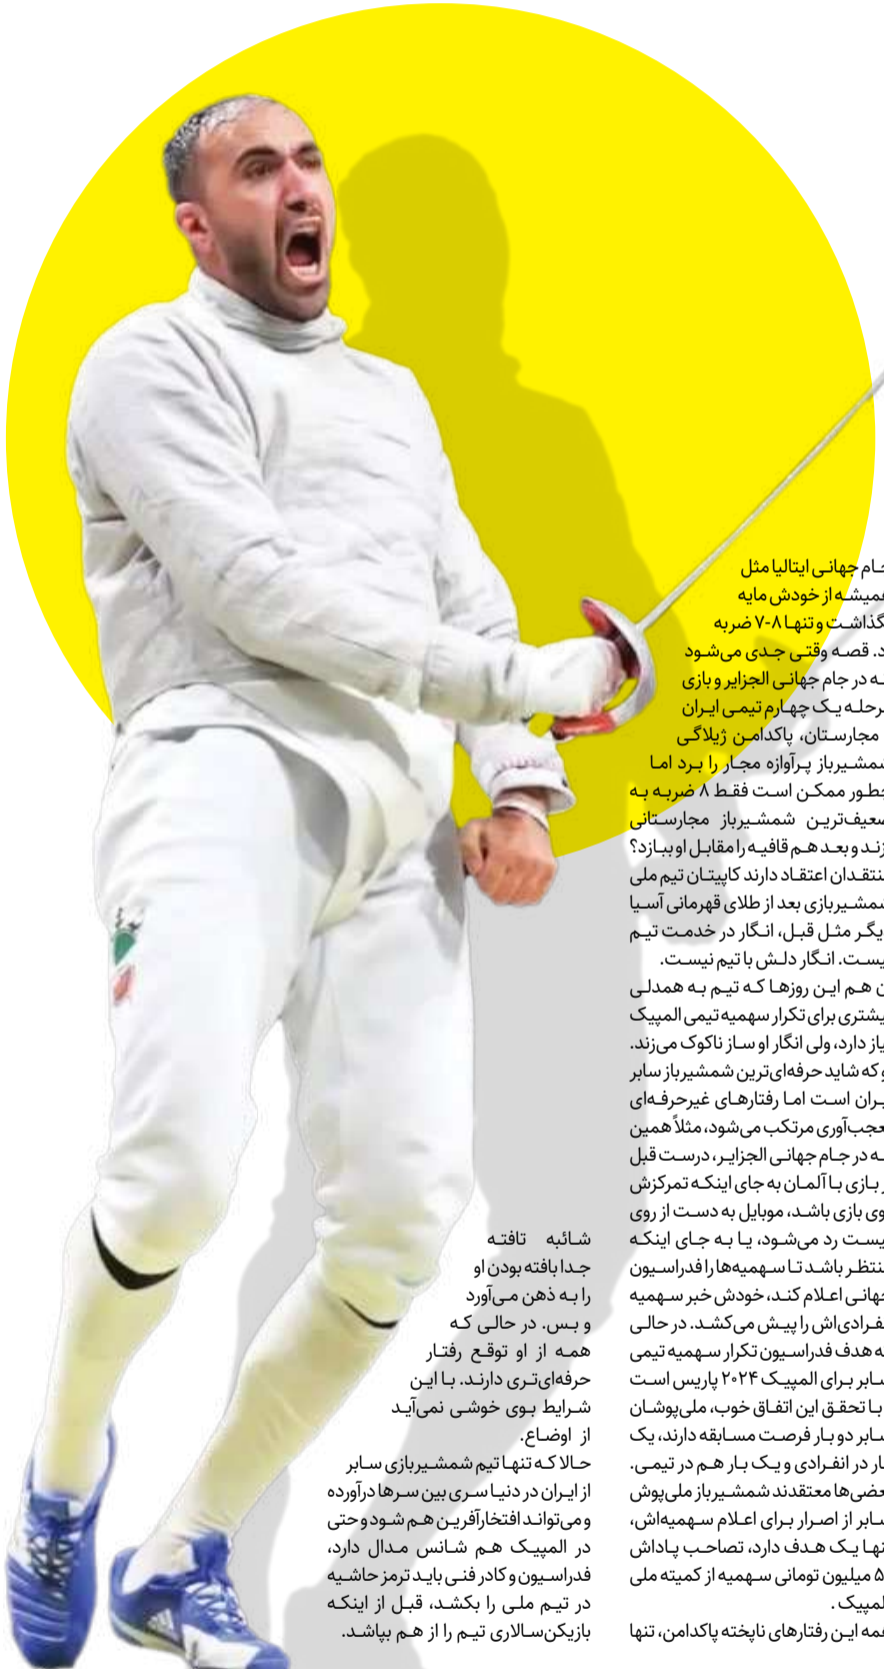 جام جهانی ایتالیا مثل
همیشه از خودش مایه
نگذاشت و تنها ۸-۷ ضربه
زد. قصه وقتی جدی می‌شود
که در جام جهانی الجزایر و بازی
مرحله یک چهارم تیمی ایران
مجارستان، پاکدامن ژیلاگی
شمشیرباز پرآوازه مجار را برد اما
چطور ممکن است فقط ۸ ضربه به
ضعیف‌ترین شمشیرباز مجارستانی
بزند و بعد هم قافیه را مقابل او ببازد؟
منتقدان اعتقاد دارند کاپیتان تیم ملی
شمشیربازی بعد از طلای قهرمانی آسیا
دیگر مثل قبل، انگار در خدمت تیم
نیست. انگار دلش با تیم نیست.
آن هم این روزها که تیم به همدلی
بیشتری برای تکرار سهمیه تیمی المپیک
نیاز دارد، ولی انگار او ساز ناکوک می‌زند.
او که شاید حرفه‌ای‌ترین شمشیرباز سابر
ایران است اما رفتارهای غیرحرفه‌ای
تعجب‌آوری مرتکب می‌شود، مثلاً همین
که در جام جهانی الجزایر، درست قبل
از بازی با آلمان به جای اینکه تمرکزش
روی بازی باشد، موبایل به دست از روی
پیست رد می‌شود، یا به جای اینکه
منتظر باشد تا سهمیه‌ها را فدراسیون
جهانی اعلام کند، خودش خبر سهمیه
انفرادی‌اش را پیش می‌کشد. در حالی
که هدف فدراسیون تکرار سهمیه تیمی
سابر برای المپیک ۲۰۲۴ پاریس است
با تحقق این اتفاق خوب، ملی‌پوشان
سابر دو بار فرصت مسابقه دارند، یک
بار در انفرادی و یک بار هم در تیمی.
بعضی‌ها معتقدند شمشیرباز ملی‌پوش
سابر از اصرار برای اعلام سهمیه‌اش،
تنها یک هدف دارد، تصاحب پاداش
میلیون تومانی سهمیه از کمیته ملی
المپیک.
همه این رفتارهای ناپخته پاکدامن، تنها
شائبه تافته
جدابافته بودن او
را به ذهن می‌آورد
و بس. در حالی که
همه از او توقع رفتار
حرفه‌ای‌تری دارند. با این
شرایط بوی خوشی نمی‌آید
از اوضاع.
حالا که تنها تیم شمشیربازی سابر
از ایران در دنیا سری بین سرها درآورده
و می‌تواند افتخارآفرین هم شود و حتی
در المپیک هم شانس مدال دارد،
فدراسیون و کادر فنی باید ترمز حاشیه
در تیم ملی را بکشد، قبل از اینکه
بازیکن‌سالاری تیم را از هم بپاشد.